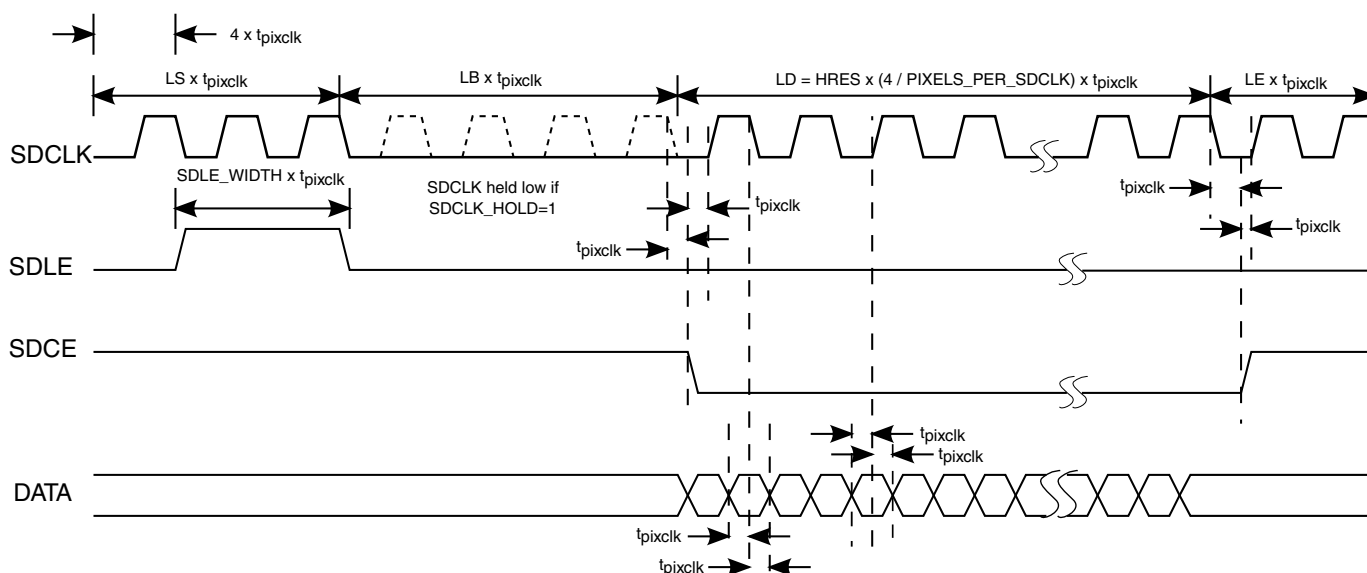 4 x tpixclk
LS x tpixclk
LB x tpixclk
LD = HRES x (4 / PIXELS_PER_SDCLK) x tpixclk
LE x tpixclk
SDCLK
SDLE_WIDTH x tpixclk
SDCLK held low if
SDCLK_HOLD=1
tpixclk
tpixclk
tpixclk
tpixclk
SDLE
SDCE
tpixclk
tpixclk
DATA
tpixclk
tpixclk